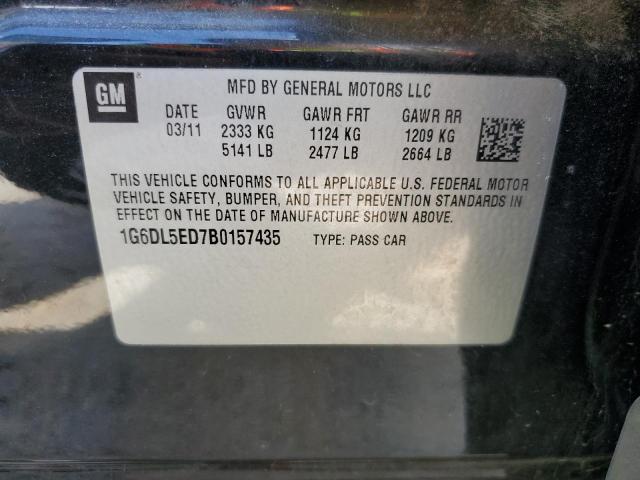 GM ®
MFD BY GENERAL MOTORS LLC
DATE GVWR GAWR FRT GAWR RR
03/11 2333 KG 1124 KG 1209 KG
5141 LB 2477 LB 2664 LB
THIS VEHICLE CONFORMS TO ALL APPLICABLE U.S. FEDERAL MOTOR
VEHICLE SAFETY, BUMPER, AND THEFT PREVENTION STANDARDS IN
EFFECT ON THE DATE OF MANUFACTURE SHOWN ABOVE.
1G6DL5ED7B0157435 TYPE: PASS CAR